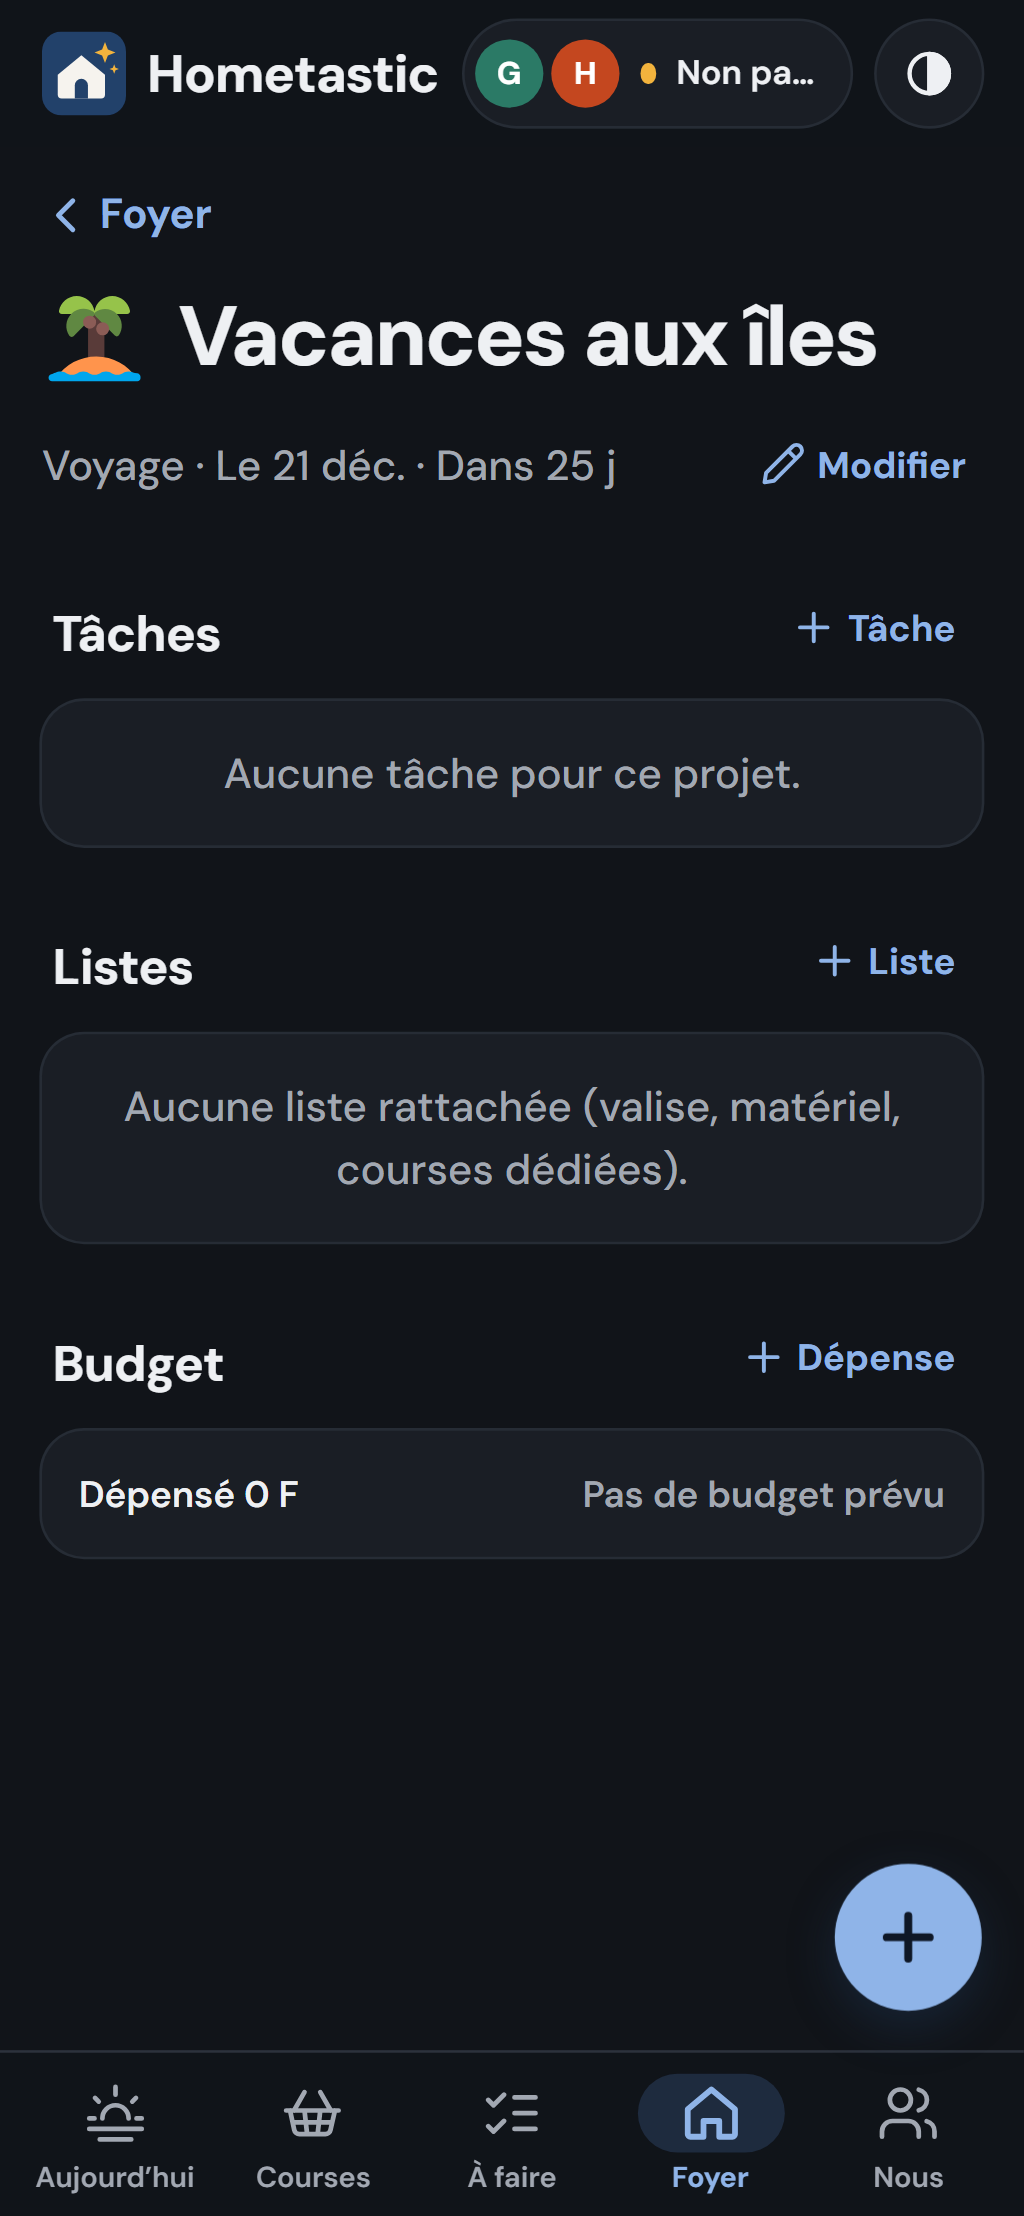 Hometastic
G H Non pa...
Foyer
Vacances aux îles
Voyage · Le 21 déc. · Dans 25 j
Modifier
Tâches
Tâche
Aucune tâche pour ce projet.
Listes
Liste
Aucune liste rattachée (valise, matériel,
courses dédiées).
Budget
Dépense
Dépensé 0 F
Pas de budget prévu
Aujourd’hui
Courses
À faire
Foyer
Nous